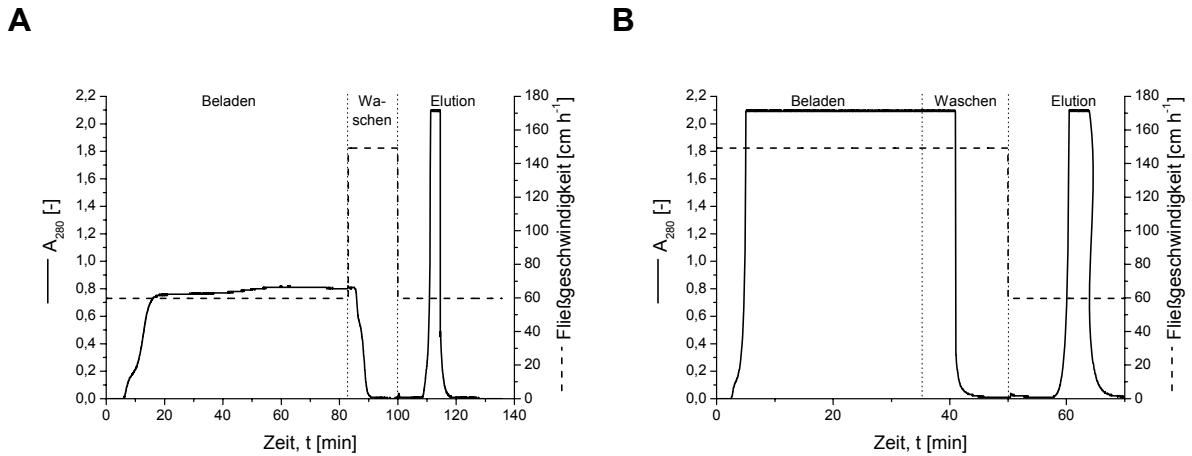 A
Beladen
Wa-
schen
Elution
2,2
2,0
1,8
1,6
1,4
1,2
1,0
0,8
0,6
0,4
0,2
0,0
A280 [-]
180
160
140
120
100
80
60
40
20
0
Fließgeschwindigkeit [cm h-1]
0 20 40 60 80 100 120 140
Zeit, t [min]
B
Beladen Waschen Elution
2,2
2,0
1,8
1,6
1,4
1,2
1,0
0,8
0,6
0,4
0,2
0,0
A280 [-]
180
160
140
120
100
80
60
40
20
0
Fließgeschwindigkeit [cm h-1]
0 20 40 60
Zeit, t [min]